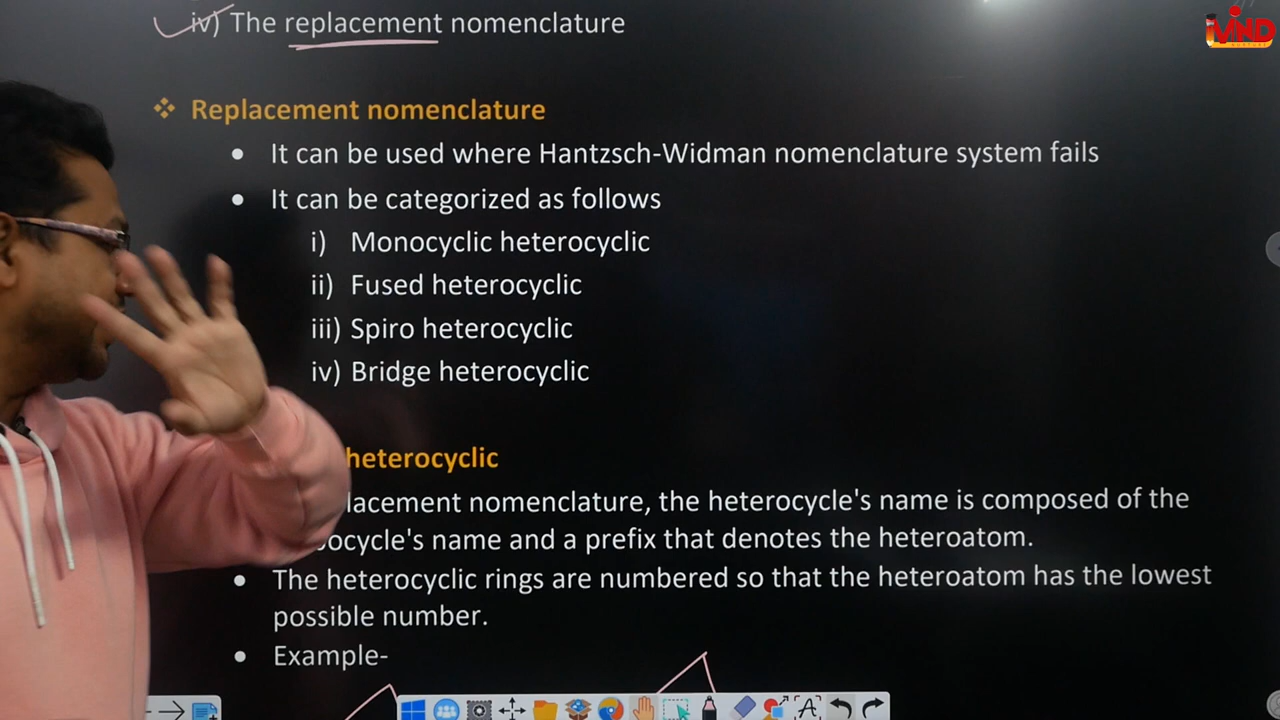 iv) The replacement nomenclature
❖ Replacement nomenclature
• It can be used where Hantzsch-Widman nomenclature system fails
• It can be categorized as follows
i) Monocyclic heterocyclic
ii) Fused heterocyclic
iii) Spiro heterocyclic
iv) Bridge heterocyclic
heterocyclic
lacement nomenclature, the heterocycle's name is composed of the
ocycle's name and a prefix that denotes the heteroatom.
• The heterocyclic rings are numbered so that the heteroatom has the lowest
possible number.
• Example-